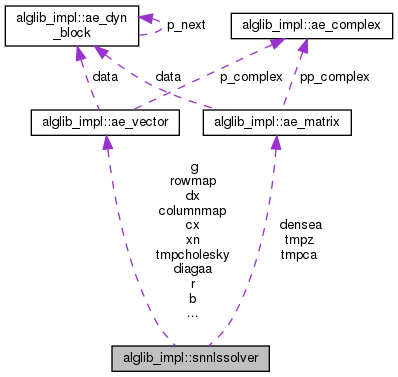 alglib_impl::ae_dyn
_block
p_next
alglib_impl::ae_complex
data
data
p_complex
pp_complex
alglib_impl::ae_vector
alglib_impl::ae_matrix
g
rowmap
dx
columnmap
cx
xn
tmpcholesky
diagaa
r
b
...
densea
tmpz
tmpca
alglib_impl::snnlssolver